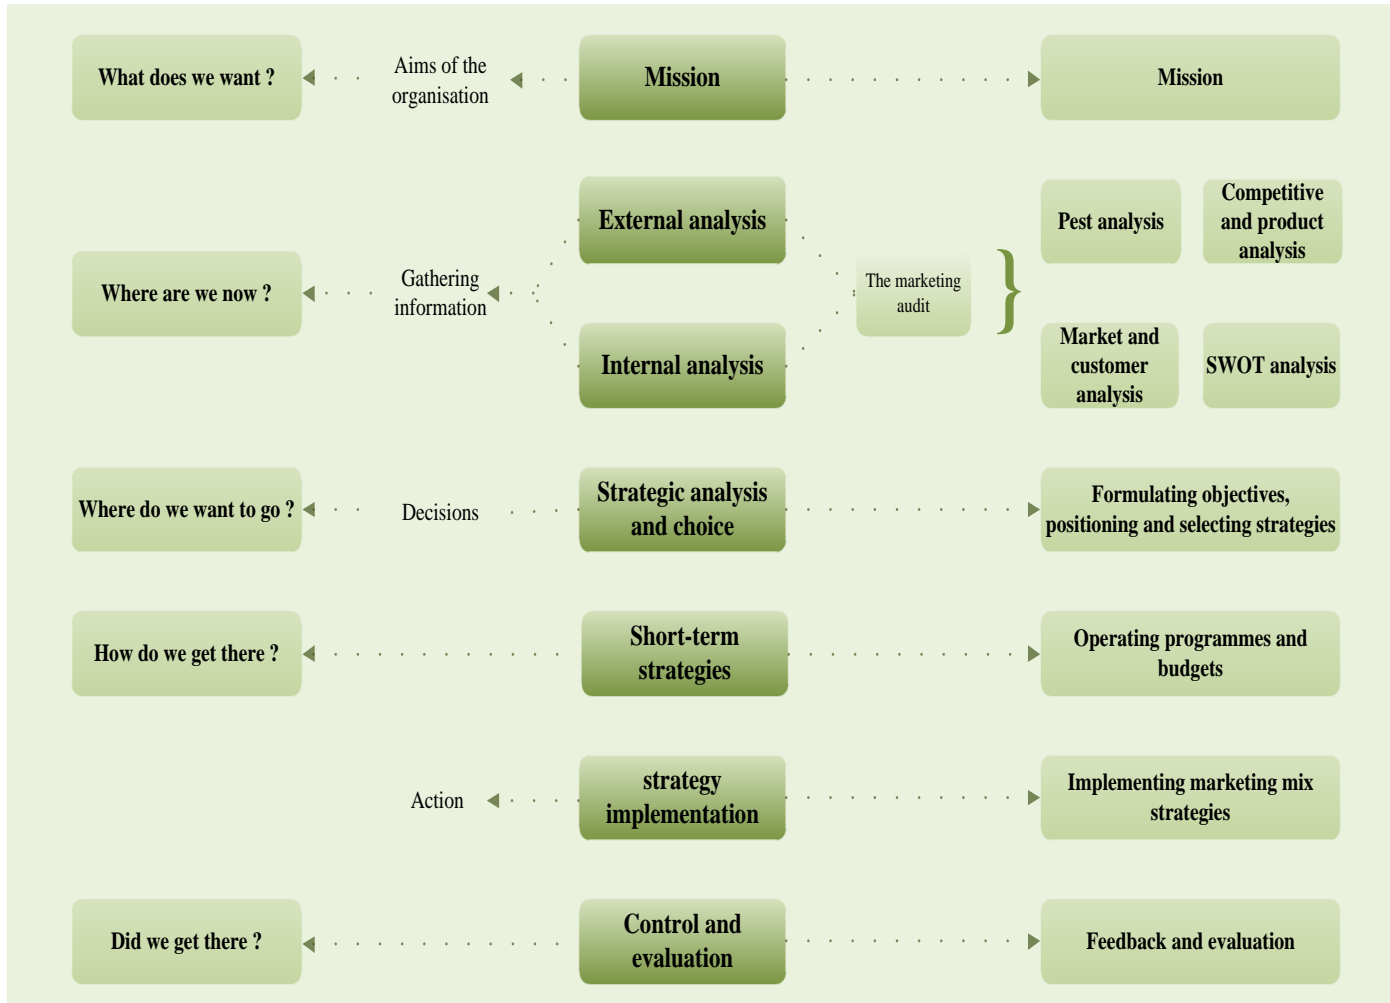 What does we want ?
Aims of the
organisation
Mission
Mission
External analysis
Pest analysis
Competitive
and product
analysis
Where are we now ?
Gathering
information
The marketing
audit
}
Internal analysis
Market and
customer
analysis
SWOT analysis
Where do we want to go ?
Decisions
Strategic analysis
and choice
Formulating objectives,
positioning and selecting strategies
How do we get there ?
Short-term
strategies
Operating programmes and
budgets
Action
strategy
implementation
Implementing marketing mix
strategies
Did we get there ?
Control and
evaluation
Feedback and evaluation